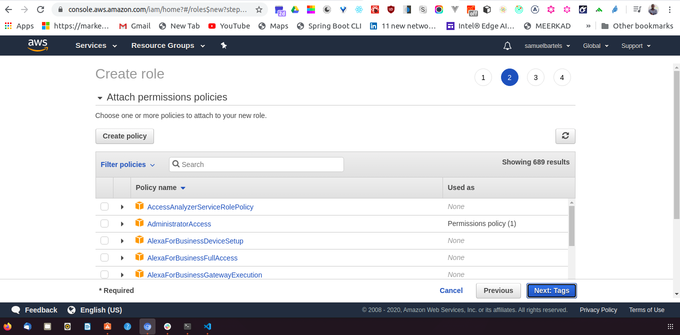 console.aws.amazon.com/iam/home?#/roles$new?step...
Apps https://marke... Gmail New Tab YouTube Maps Spring Boot CLI 11 new netwo... Intel® Edge AI... MEERKAD » Other bookmarks
aws Services Resource Groups samuelbartels Global Support
Create role 1 2 3 4
Attach permissions policies
Choose one or more policies to attach to your new role.
Create policy
Filter policies Search Showing 689 results
Policy name Used as
AccessAnalyzerServiceRolePolicy None
AdministratorAccess Permissions policy (1)
AlexaForBusinessDeviceSetup None
AlexaForBusinessFullAccess None
AlexaForBusinessGatewayExecution None
* Required Cancel Previous Next: Tags
Feedback English (US) © 2008 - 2020, Amazon Web Services, Inc. or its affiliates. All rights reserved. Privacy Policy Terms of Use